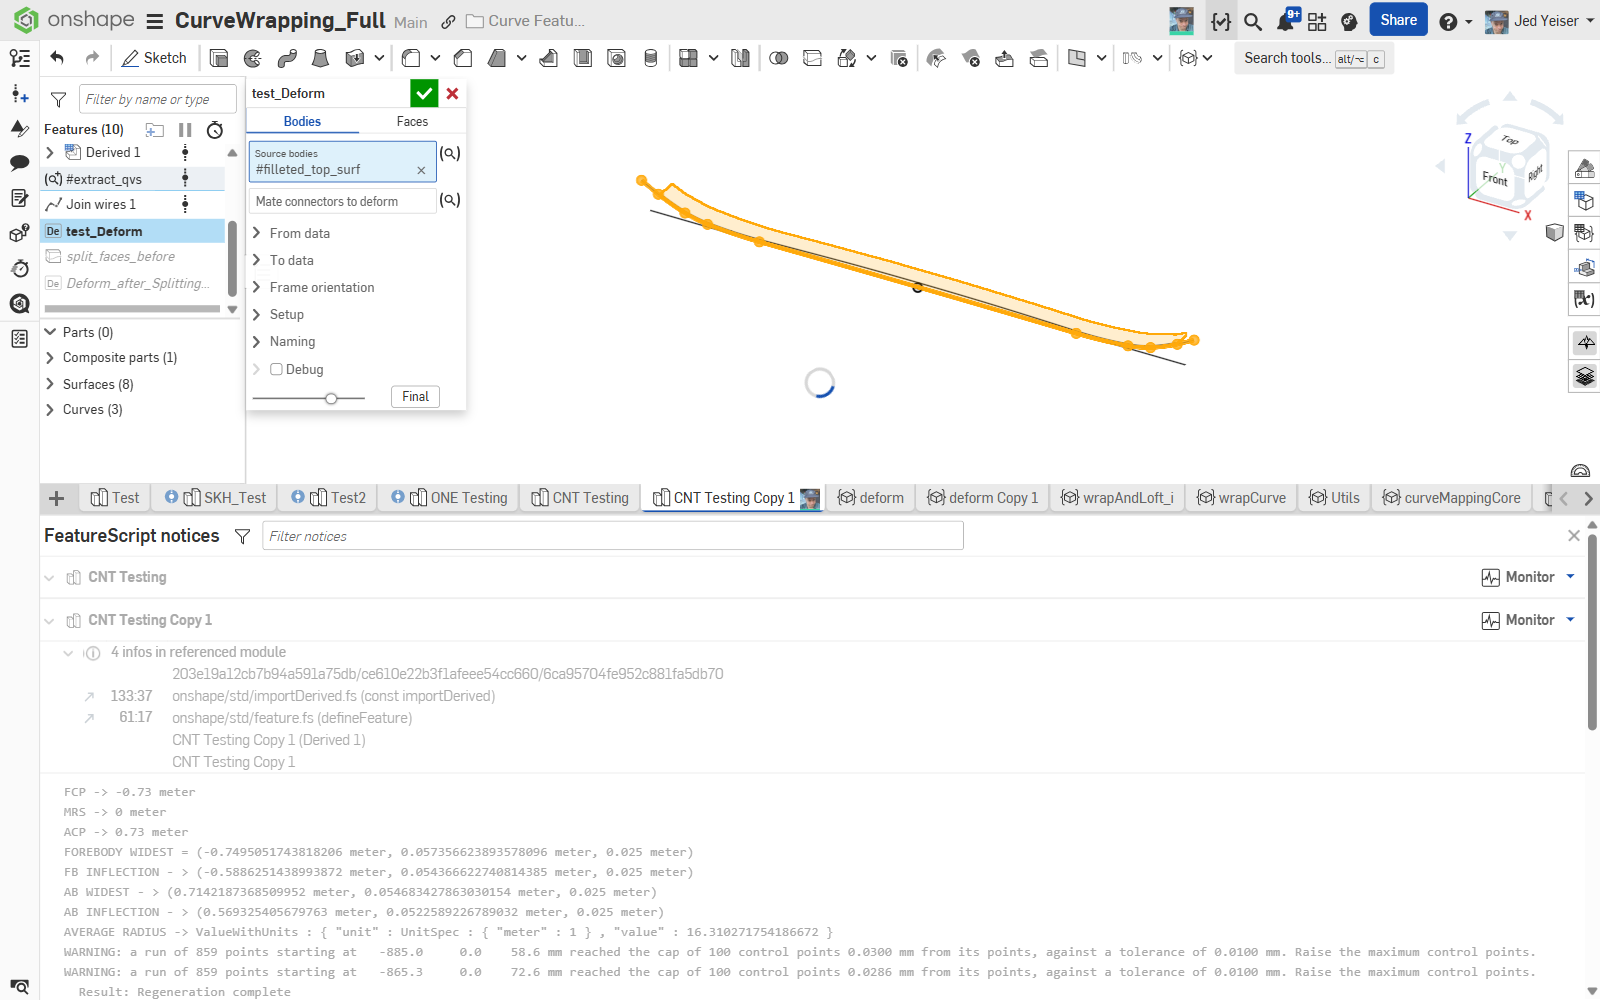 onshape
CurveWrapping_Full Main Curve Featu...
9+
Share
Jed Yeiser
Sketch
Search tools... alt/⌥ c
Filter by name or type
Features (10)
Derived 1
#extract_qvs
Join wires 1
De test_Deform
split_faces_before
De Deform_after_Splitting...
Parts (0)
Composite parts (1)
Surfaces (8)
Curves (3)
test_Deform
Bodies Faces
Source bodies
#filleted_top_surf
Mate connectors to deform
From data
To data
Frame orientation
Setup
Naming
Debug
Final
Z
Top
Y
Front
Right
X
Test SKH_Test Test2 ONE Testing CNT Testing CNT Testing Copy 1 deform deform Copy 1 wrapAndLoft_i wrapCurve Utils curveMappingCore
FeatureScript notices Filter notices
CNT Testing Monitor
CNT Testing Copy 1 Monitor
4 infos in referenced module
203e19a12cb7b94a591a75db/ce610e22b3f1afeee54cc660/6ca95704fe952c881fa5db70
133:37 onshape/std/importDerived.fs (const importDerived)
61:17 onshape/std/feature.fs (defineFeature)
CNT Testing Copy 1 (Derived 1)
CNT Testing Copy 1
FCP -> -0.73 meter
MRS -> 0 meter
ACP -> 0.73 meter
FOREBODY WIDEST = (-0.7495051743818206 meter, 0.057356623893578096 meter, 0.025 meter)
FB INFLECTION - > (-0.5886251438993872 meter, 0.054366622740814385 meter, 0.025 meter)
AB WIDEST - > (0.7142187368509952 meter, 0.054683427863030154 meter, 0.025 meter)
AB INFLECTION - > (0.569325405679763 meter, 0.0522589226789032 meter, 0.025 meter)
AVERAGE RADIUS -> ValueWithUnits : { "unit" : UnitSpec : { "meter" : 1 } , "value" : 16.310271754186672 }
WARNING: a run of 859 points starting at -885.0 0.0 58.6 mm reached the cap of 100 control points 0.0300 mm from its points, against a tolerance of 0.0100 mm. Raise the maximum control points.
WARNING: a run of 859 points starting at -865.3 0.0 72.6 mm reached the cap of 100 control points 0.0286 mm from its points, against a tolerance of 0.0100 mm. Raise the maximum control points.
Result: Regeneration complete